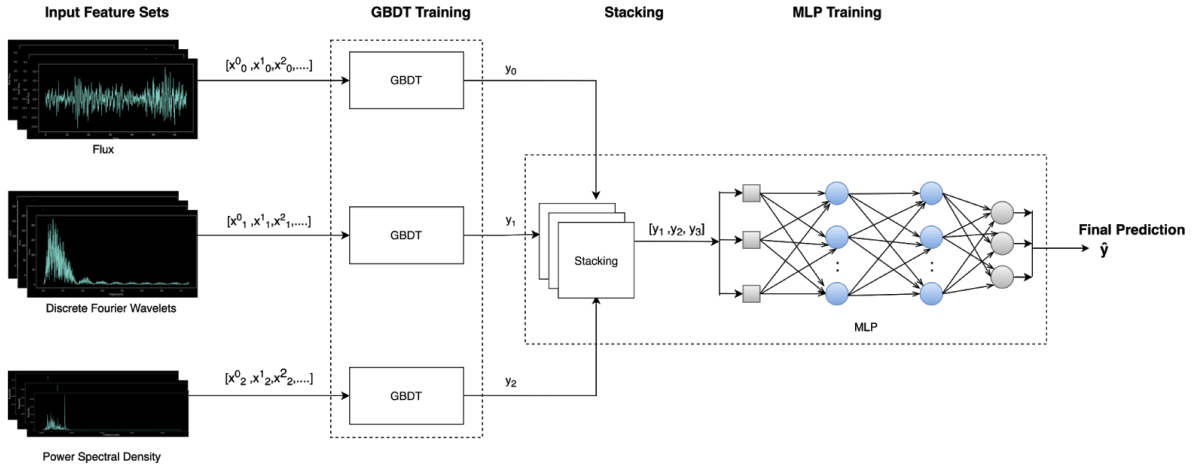 Input Feature Sets
GBDT Training
Stacking
MLP Training
[x⁰₀ ,x¹₀,x²₀,....]
GBDT
y₀
Flux
[x⁰₁ ,x¹₁,x²₁,....]
GBDT
y₁
Stacking
[y₁ ,y₂, y₃]
:
:
MLP
Final Prediction
ŷ
Discrete Fourier Wavelets
[x⁰₂ ,x¹₂,x²₂,....]
GBDT
y₂
Power Spectral Density